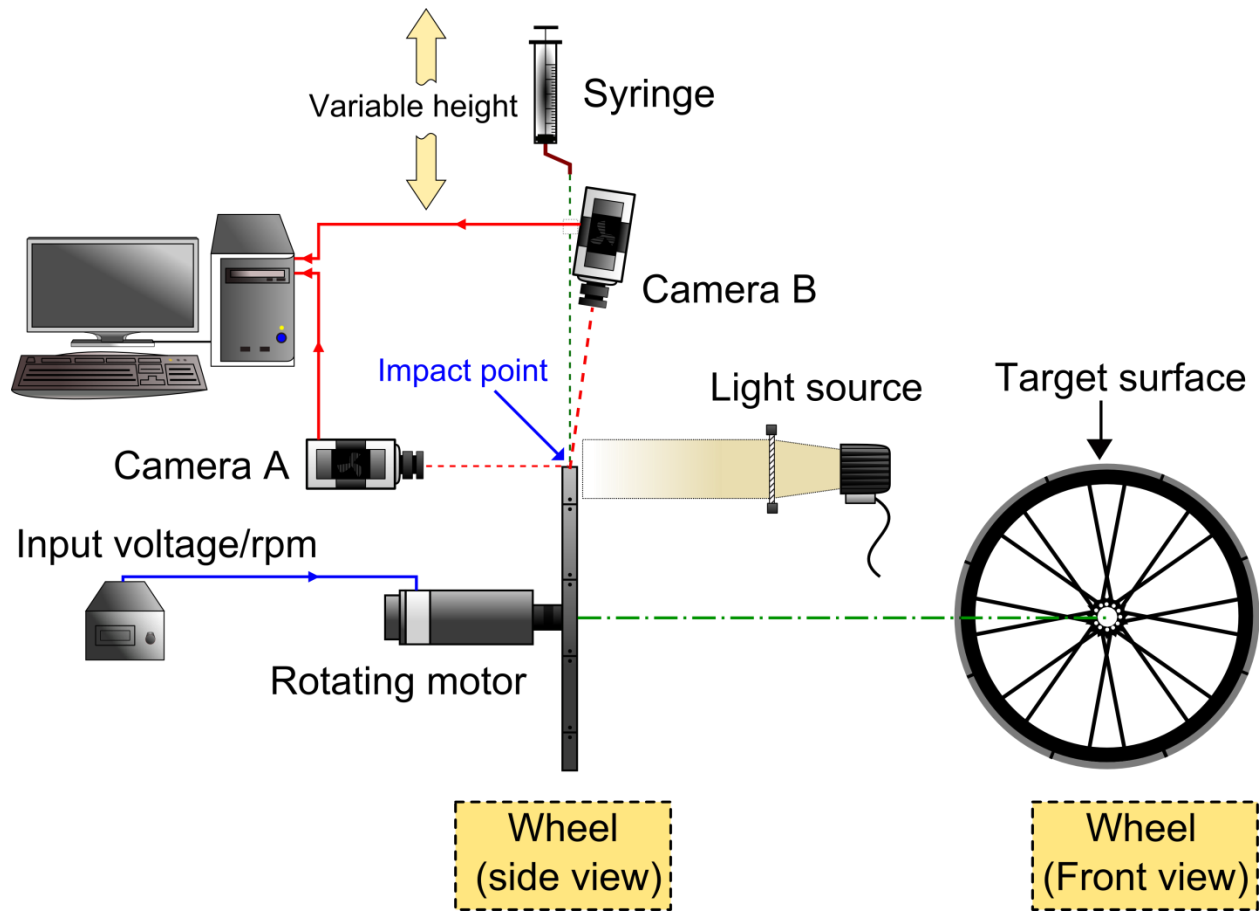 Variable height
Syringe
Camera B
Impact point
Light source
Target surface
Camera A
Input voltage/rpm
Rotating motor
Wheel
(side view)
Wheel
(Front view)